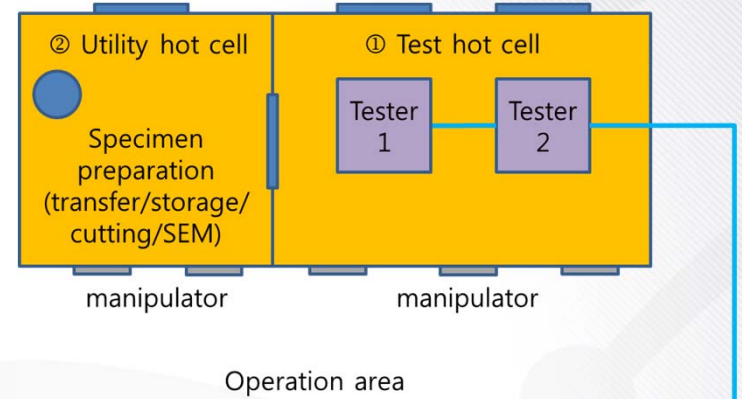 ② Utility hot cell
① Test hot cell
Specimen
preparation
(transfer/storage/
cutting/SEM)
Tester
1
Tester
2
manipulator
manipulator
Operation area